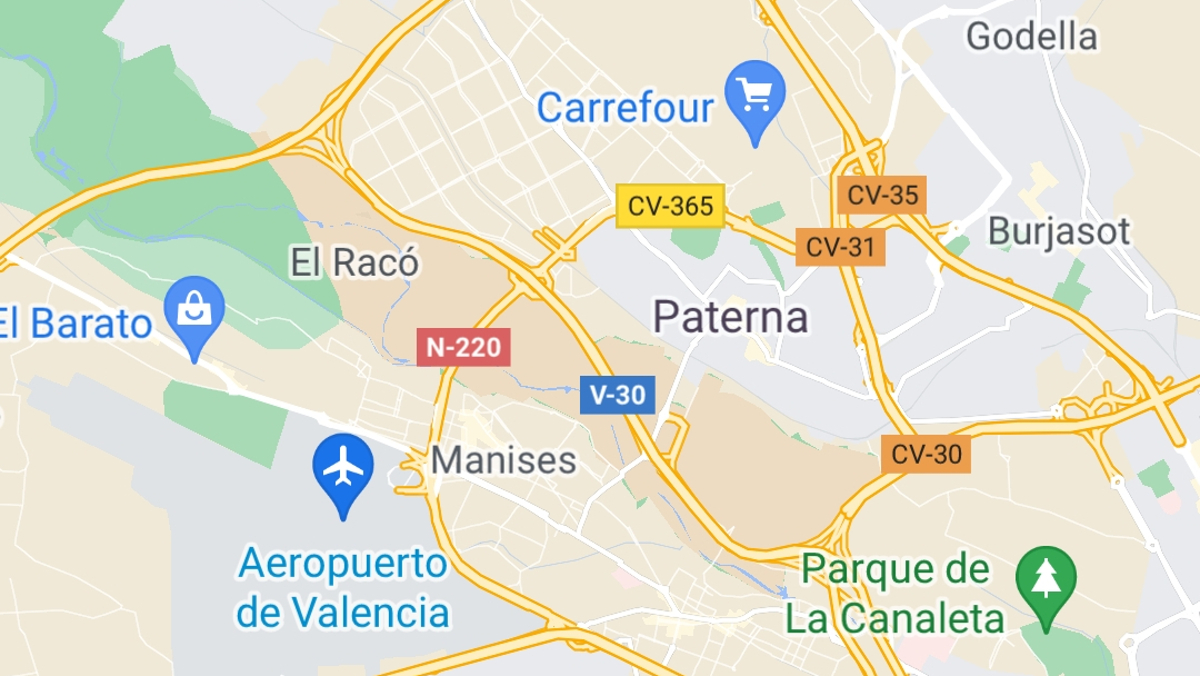 Godella
Carrefour
CV-35
CV-365
Burjasot
CV-31
El Racó
Paterna
El Barato
N-220
V-30
CV-30
Manises
Aeropuerto
de Valencia
Parque de
La Canaleta